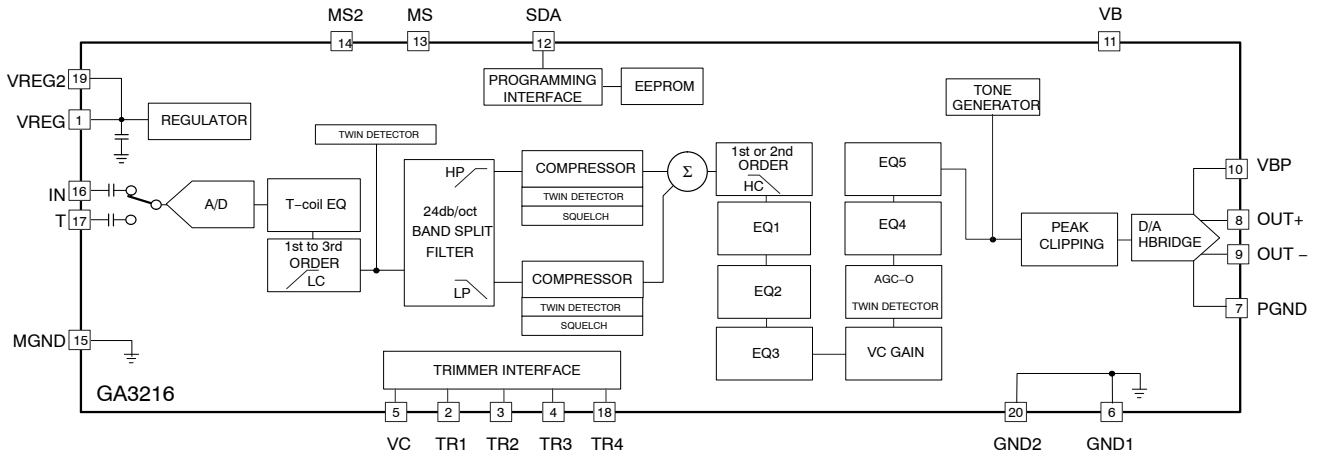 MS2
MS
SDA
VB
14
13
12
11
VREG2
19
VREG
1
REGULATOR
PROGRAMMING
INTERFACE
EEPROM
TONE
GENERATOR
TWIN DETECTOR
IN
16
T
17
A/D
T-coil EQ
1st to 3rd
ORDER
LC
HP
24db/oct
BAND SPLIT
FILTER
LP
COMPRESSOR
TWIN DETECTOR
SQUELCH
COMPRESSOR
TWIN DETECTOR
SQUELCH
Σ
1st or 2nd
ORDER
HC
EQ1
EQ2
EQ3
EQ5
EQ4
AGC-O
TWIN DETECTOR
VC GAIN
PEAK
CLIPPING
D/A
HBRIDGE
10
VBP
8
OUT+
9
OUT -
7
PGND
MGND
15
GA3216
TRIMMER INTERFACE
5
2
3
4
18
20
6
VC
TR1
TR2
TR3
TR4
GND2
GND1